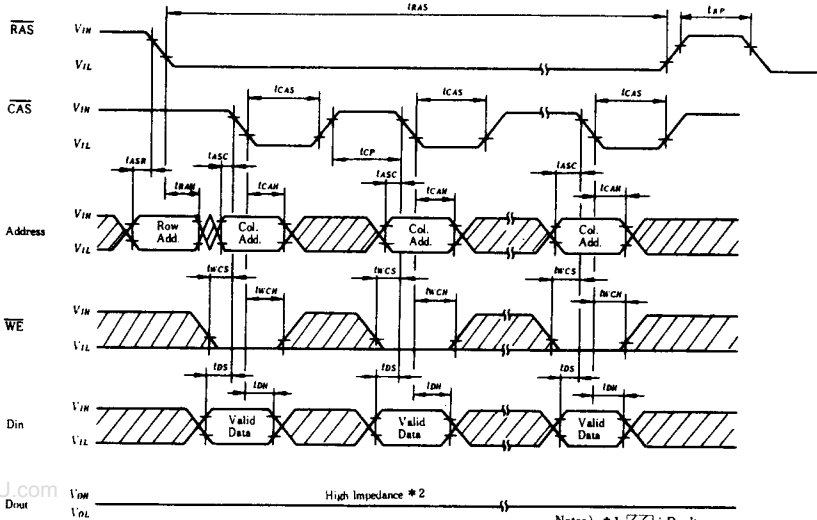 tRAS
tRP
RAS
VIH
VIL
tCAS
tCAS
tCAS
CAS
VIH
VIL
tCP
tASR
tASC
tASC
tASC
tRAH
tCAH
tCAH
tCAH
Address
VIH
VIL
Row Add.
Col. Add.
Col. Add.
Col. Add.
tWCS
tWCS
tWCS
WE
VIH
VIL
tWCH
tWCH
tWCH
tDS
tDS
tDS
tDH
tDH
tDH
Din
VIH
VIL
Valid Data
Valid Data
Valid Data
U.com
Dout
VOH
VOL
High Impedance *2